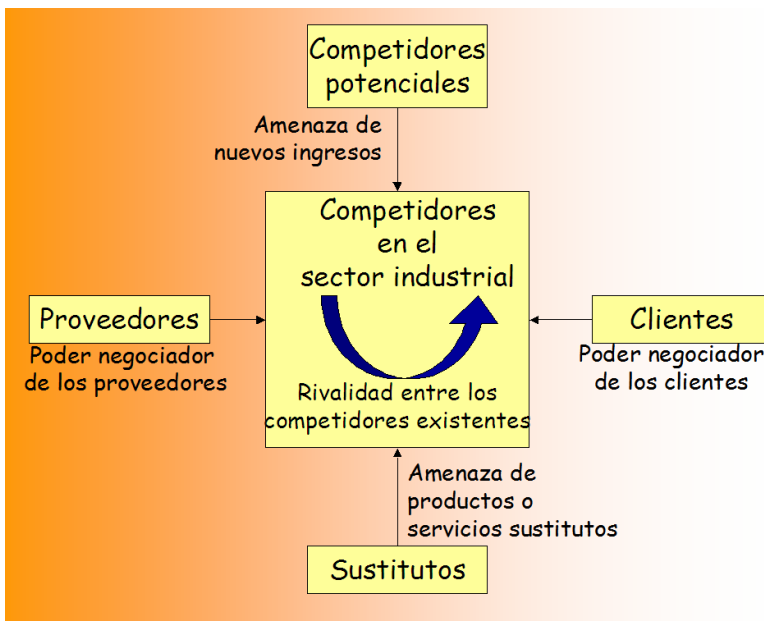 Competidores
potenciales
Amenaza de
nuevos ingresos
Competidores
en el
sector industrial
Proveedores
Poder negociador
de los proveedores
Clientes
Poder negociador
de los clientes
Rivalidad entre los
competidores existentes
Amenaza de
productos o
servicios sustitutos
Sustitutos